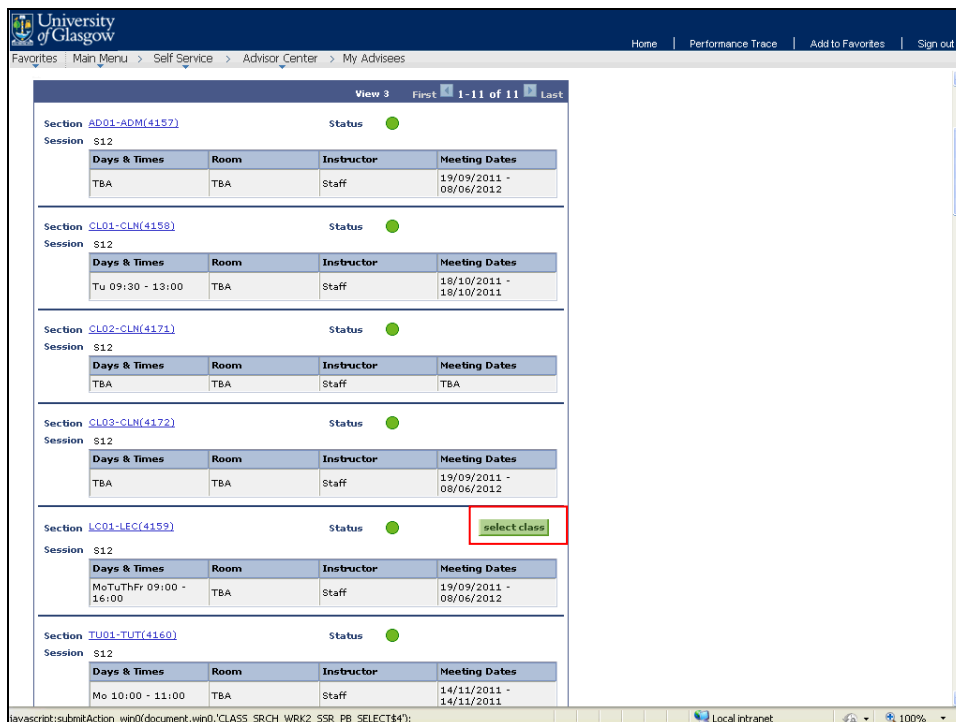 University
of Glasgow
Home | Performance Trace | Add to Favorites | Sign out
Favorites Main Menu > Self Service > Advisor Center > My Advisees
View 3 First 1-11 of 11 Last
Section AD01-ADM(4157) Status
Session S12
Days & Times Room Instructor Meeting Dates
TBA TBA Staff 19/09/2011 -
08/06/2012
Section CL01-CLN(4158) Status
Session S12
Days & Times Room Instructor Meeting Dates
Tu 09:30 - 13:00 TBA Staff 18/10/2011 -
18/10/2011
Section CL02-CLN(4171) Status
Session S12
Days & Times Room Instructor Meeting Dates
TBA TBA Staff TBA
Section CL03-CLN(4172) Status
Session S12
Days & Times Room Instructor Meeting Dates
TBA TBA Staff 19/09/2011 -
08/06/2012
Section LC01-LEC(4159) Status select class
Session S12
Days & Times Room Instructor Meeting Dates
MoTuThFr 09:00 - TBA Staff 19/09/2011 -
16:00 08/06/2012
Section TU01-TUT(4160) Status
Session S12
Days & Times Room Instructor Meeting Dates
Mo 10:00 - 11:00 TBA Staff 14/11/2011 -
14/11/2011
javascript:submitAction_win0(document.win0,'CLASS_SRCH_WRK2_SSR_PB_SELECT$4'); Local intranet 100%